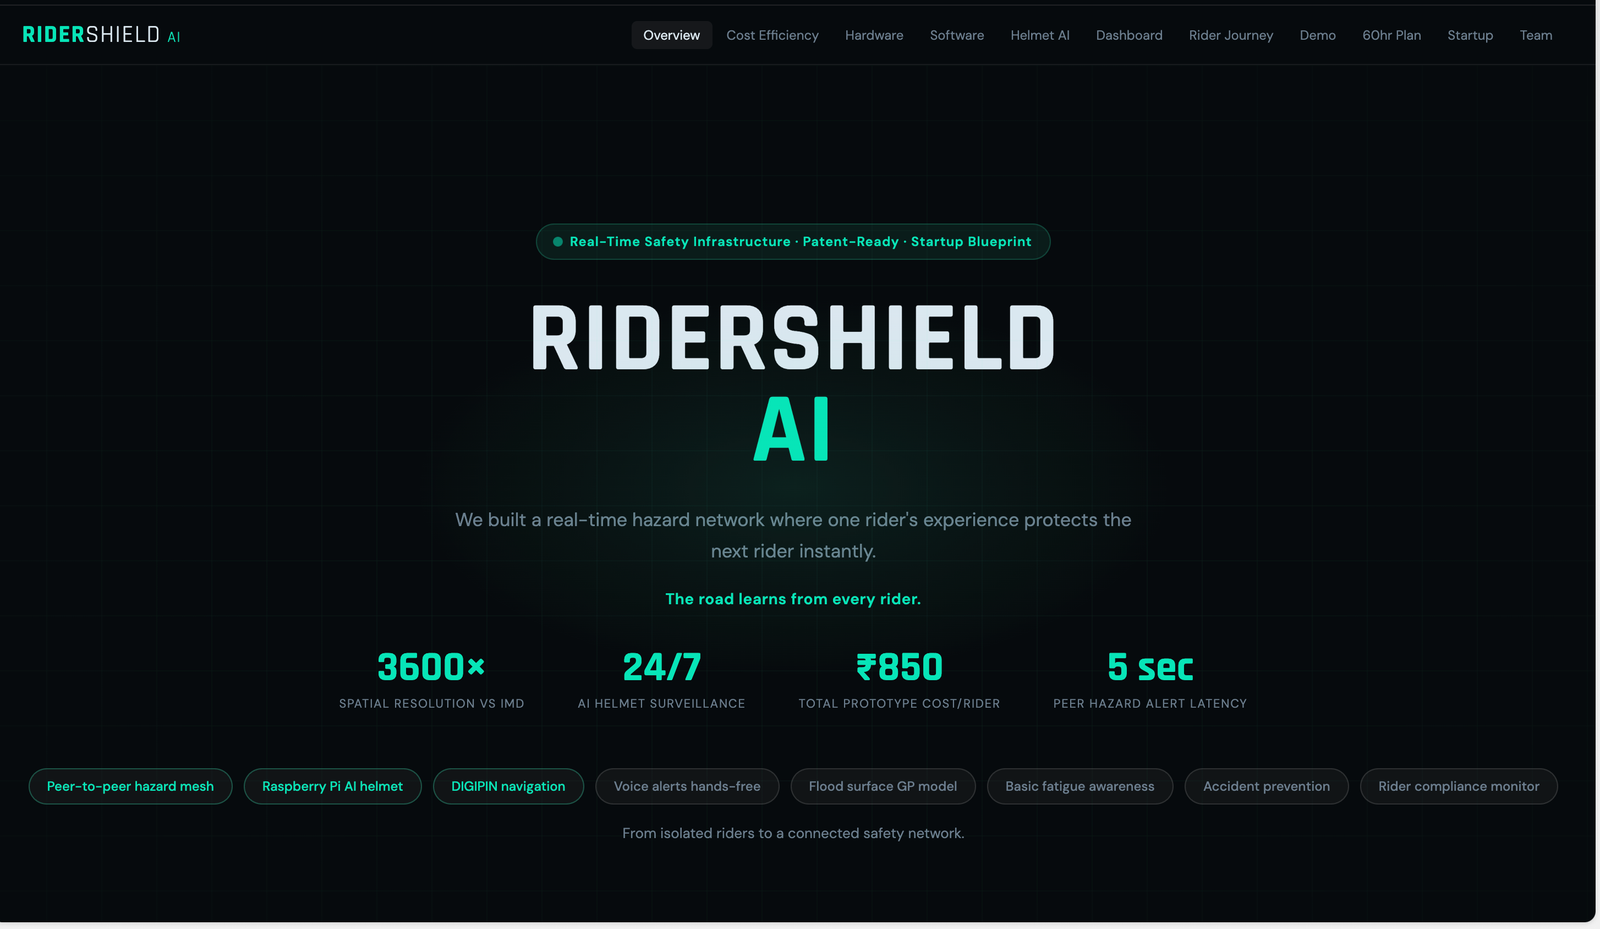 RIDERSHIELD AI
Overview Cost Efficiency Hardware Software Helmet AI Dashboard Rider Journey Demo 60hr Plan Startup Team
Real-Time Safety Infrastructure · Patent-Ready · Startup Blueprint
RIDERSHIELD
AI
We built a real-time hazard network where one rider's experience protects the
next rider instantly.
The road learns from every rider.
3600× 24/7 ₹850 5 sec
SPATIAL RESOLUTION VS IMD AI HELMET SURVEILLANCE TOTAL PROTOTYPE COST/RIDER PEER HAZARD ALERT LATENCY
Peer-to-peer hazard mesh Raspberry Pi AI helmet DIGIPIN navigation Voice alerts hands-free Flood surface GP model Basic fatigue awareness Accident prevention Rider compliance monitor
From isolated riders to a connected safety network.